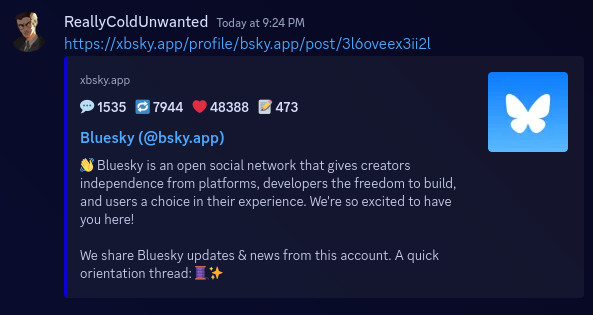 ReallyColdUnwanted Today at 9:24 PM
https://xbsky.app/profile/bsky.app/post/3l6oveex3ii2l
xbsky.app
💬 1535 🔁 7944 ❤️ 48388 📝 473
Bluesky (@bsky.app)
👋 Bluesky is an open social network that gives creators
independence from platforms, developers the freedom to build,
and users a choice in their experience. We're so excited to have
you here!
We share Bluesky updates & news from this account. A quick
orientation thread: 🧵✨